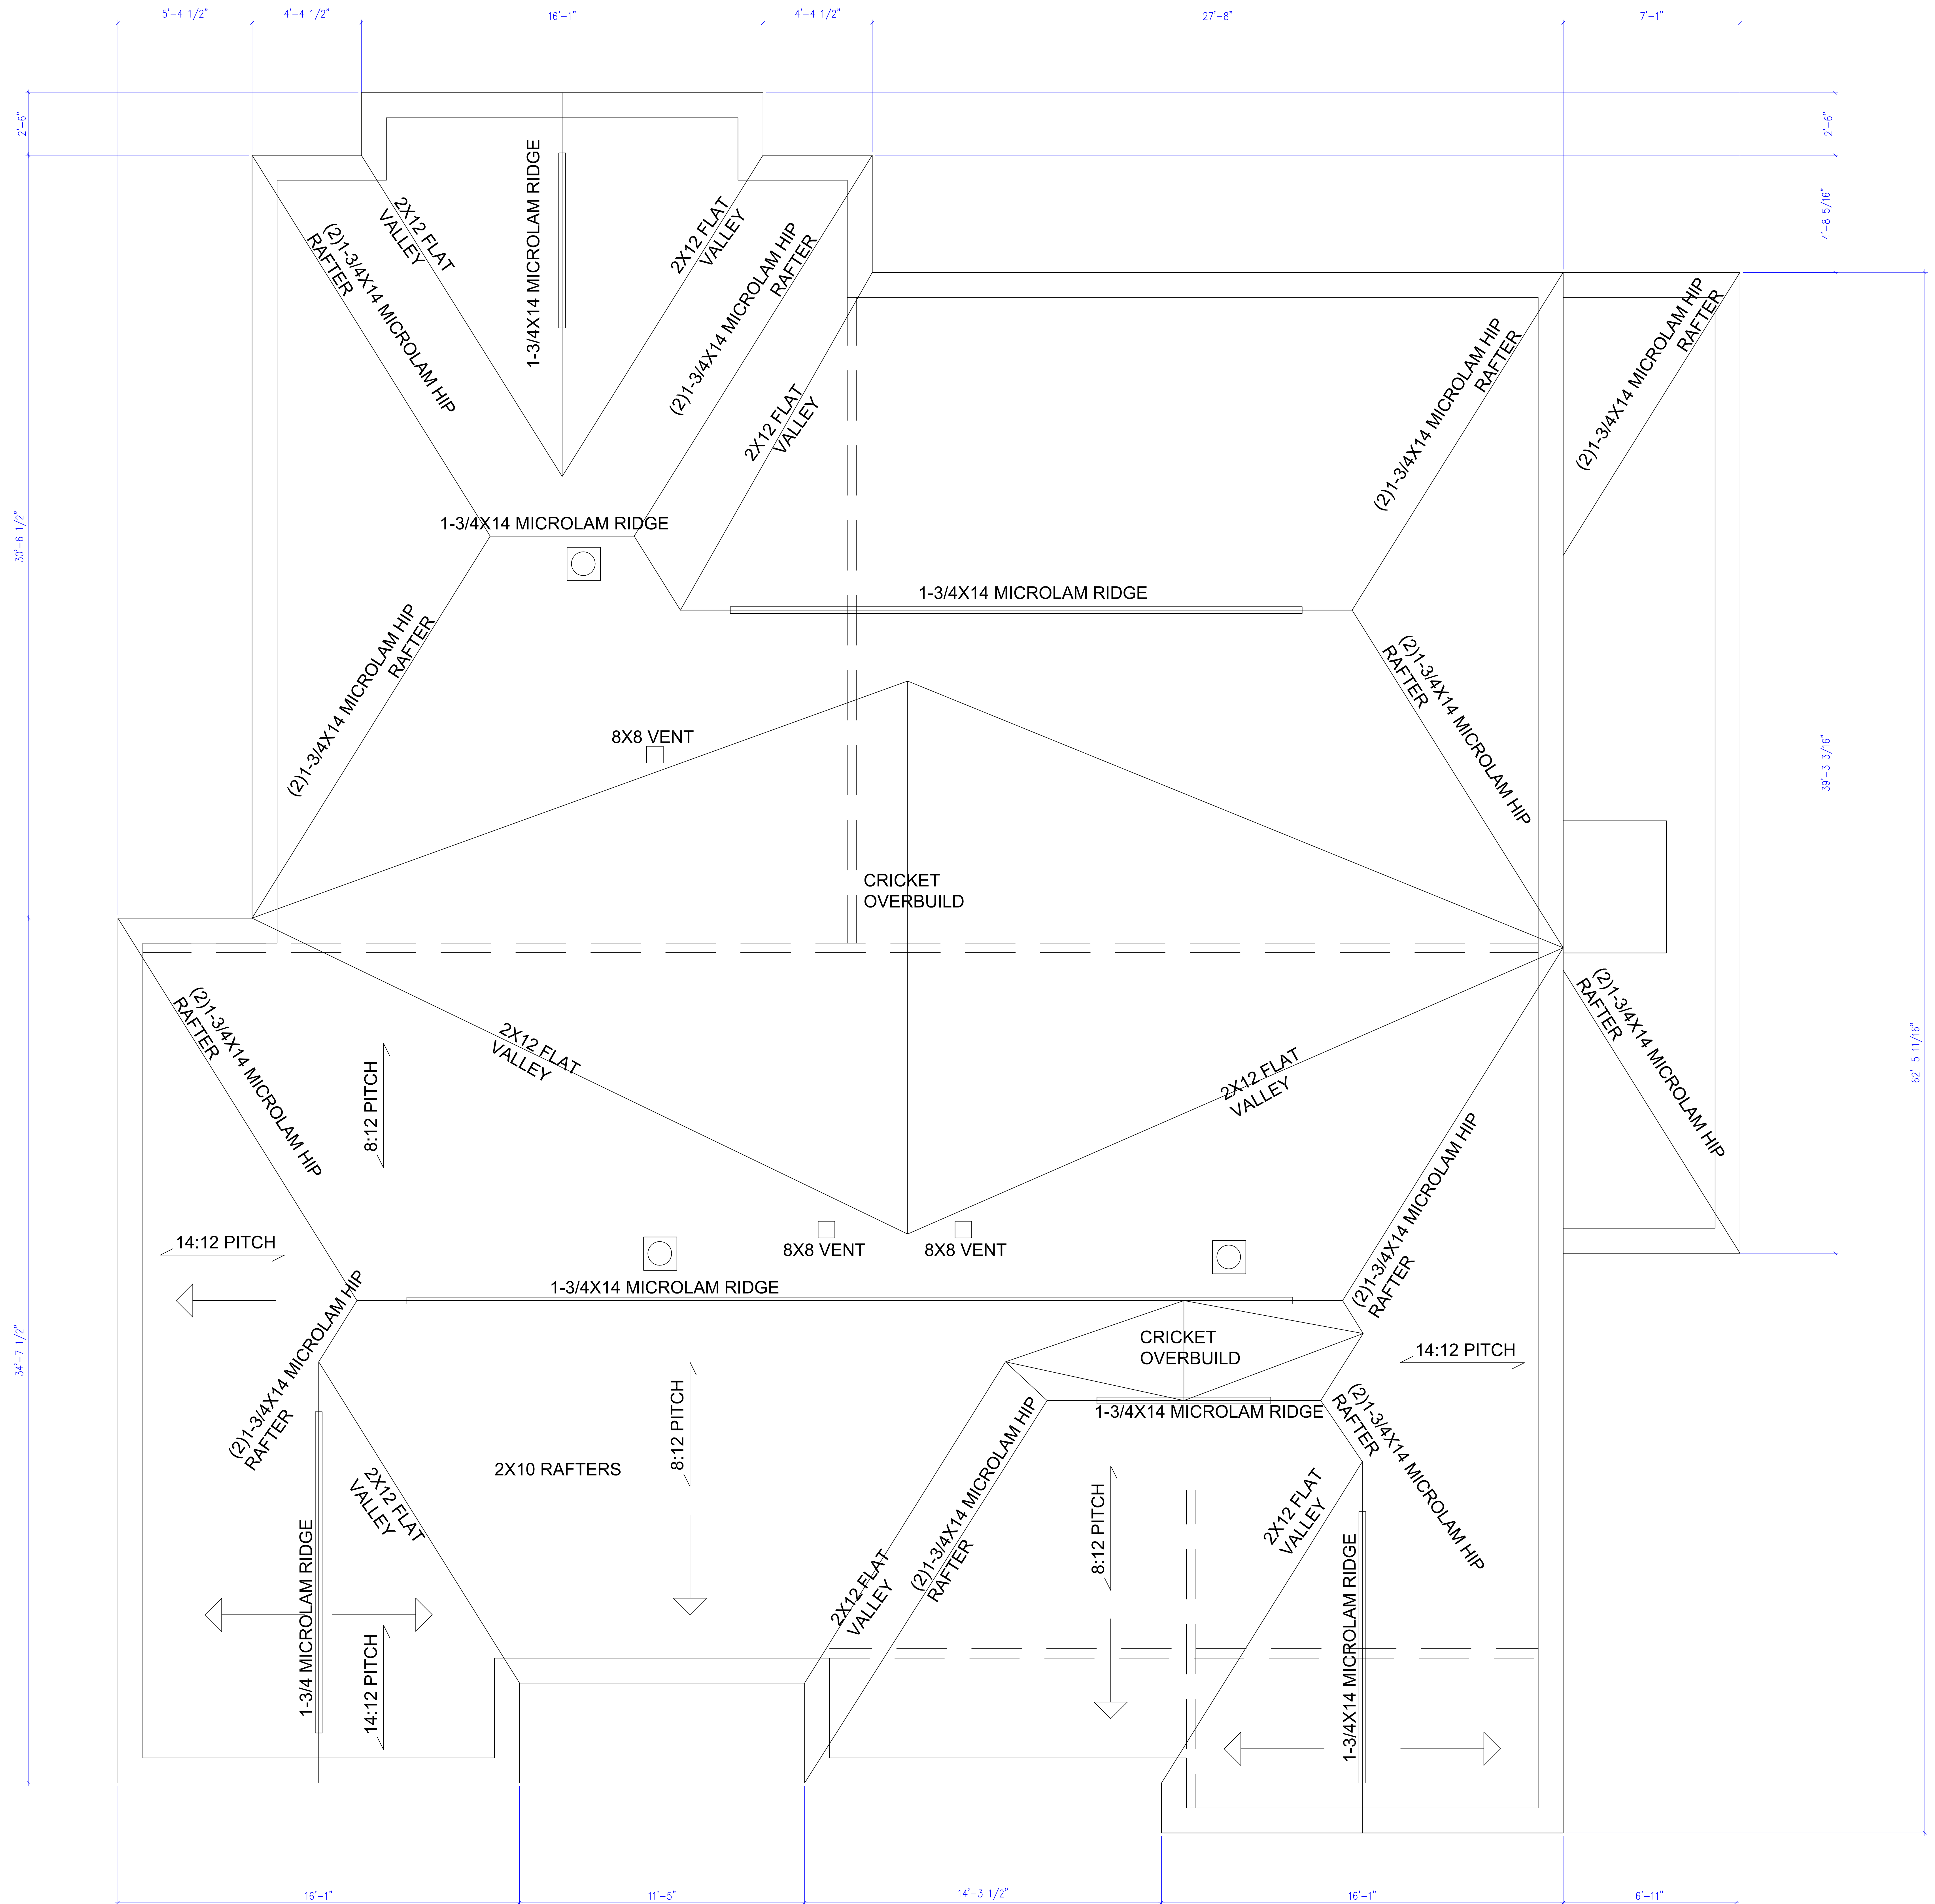 5'-4 1/2"
4'-4 1/2"
16'-1"
4'-4 1/2"
27'-8"
7'-1"
2'-6"
2'-6"
4'-8 5/16"
1-3/4X14 MICROLAM RIDGE
2X12 FLAT
VALLEY
(2)1-3/4X14 MICROLAM HIP
RAFTER
2X12 FLAT
VALLEY
(2)1-3/4X14 MICROLAM HIP
RAFTER
2X12 FLAT
VALLEY
(2)1-3/4X14 MICROLAM HIP
RAFTER
(2)1-3/4X14 MICROLAM HIP
RAFTER
30'-6 1/2"
1-3/4X14 MICROLAM RIDGE
1-3/4X14 MICROLAM RIDGE
(2)1-3/4X14 MICROLAM HIP
RAFTER
(2)1-3/4X14 MICROLAM HIP
RAFTER
8X8 VENT
39'-3 3/16"
CRICKET
OVERBUILD
(2)1-3/4X14 MICROLAM HIP
RAFTER
2X12 FLAT
VALLEY
2X12 FLAT
VALLEY
(2)1-3/4X14 MICROLAM HIP
RAFTER
62'-5 11/16"
8:12 PITCH
(2)1-3/4X14 MICROLAM HIP
RAFTER
14:12 PITCH
8X8 VENT
8X8 VENT
1-3/4X14 MICROLAM RIDGE
34'-7 1/2"
(2)1-3/4X14 MICROLAM HIP
RAFTER
CRICKET
OVERBUILD
14:12 PITCH
8:12 PITCH
1-3/4X14 MICROLAM RIDGE
(2)1-3/4X14 MICROLAM HIP
RAFTER
2X10 RAFTERS
2X12 FLAT
VALLEY
(2)1-3/4X14 MICROLAM HIP
RAFTER
2X12 FLAT
VALLEY
8:12 PITCH
2X12 FLAT
VALLEY
1-3/4 MICROLAM RIDGE
14:12 PITCH
1-3/4X14 MICROLAM RIDGE
16'-1"
11'-5"
14'-3 1/2"
16'-1"
6'-11"